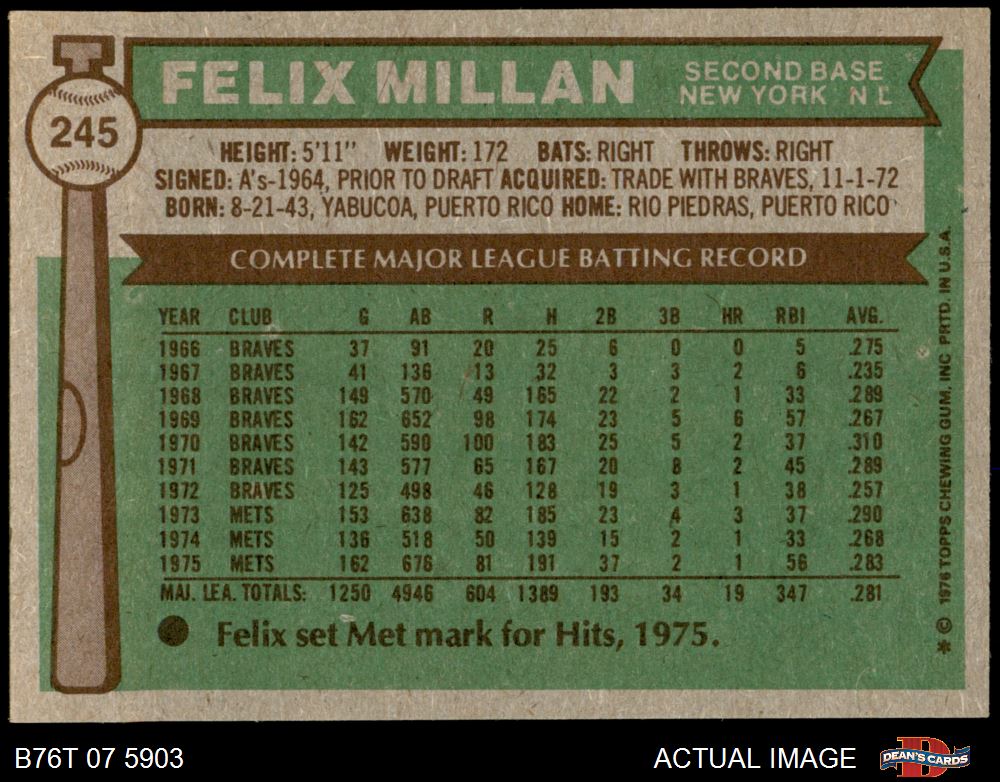 245
FELIX MILLAN
SECOND BASE
NEW YORK N L
HEIGHT: 5'11" WEIGHT: 172 BATS: RIGHT THROWS: RIGHT
SIGNED: A's-1964, PRIOR TO DRAFT ACQUIRED: TRADE WITH BRAVES, 11-1-72
BORN: 8-21-43, YABUCOA, PUERTO RICO HOME: RIO PIEDRAS, PUERTO RICO
COMPLETE MAJOR LEAGUE BATTING RECORD
YEAR CLUB G AB R H 2B 3B HR RBI AVG.
1966 BRAVES 37 91 20 25 6 0 0 5 .275
1967 BRAVES 41 136 13 32 3 3 2 6 .235
1968 BRAVES 149 570 49 165 22 2 1 33 .289
1969 BRAVES 162 652 98 174 23 5 6 57 .267
1970 BRAVES 142 590 100 183 25 5 2 37 .310
1971 BRAVES 143 577 65 167 20 8 2 45 .289
1972 BRAVES 125 498 46 128 19 3 1 38 .257
1973 METS 153 638 82 185 23 4 3 37 .290
1974 METS 136 518 50 139 15 2 1 33 .268
1975 METS 162 676 81 191 37 2 1 56 .283
MAJ. LEA. TOTALS: 1250 4946 604 1389 193 34 19 347 .281
Felix set Met mark for Hits, 1975.
* © 1976 TOPPS CHEWING GUM, INC. PRTD. IN U.S.A.
B76T 07 5903
ACTUAL IMAGE
DEAN'S CARDS